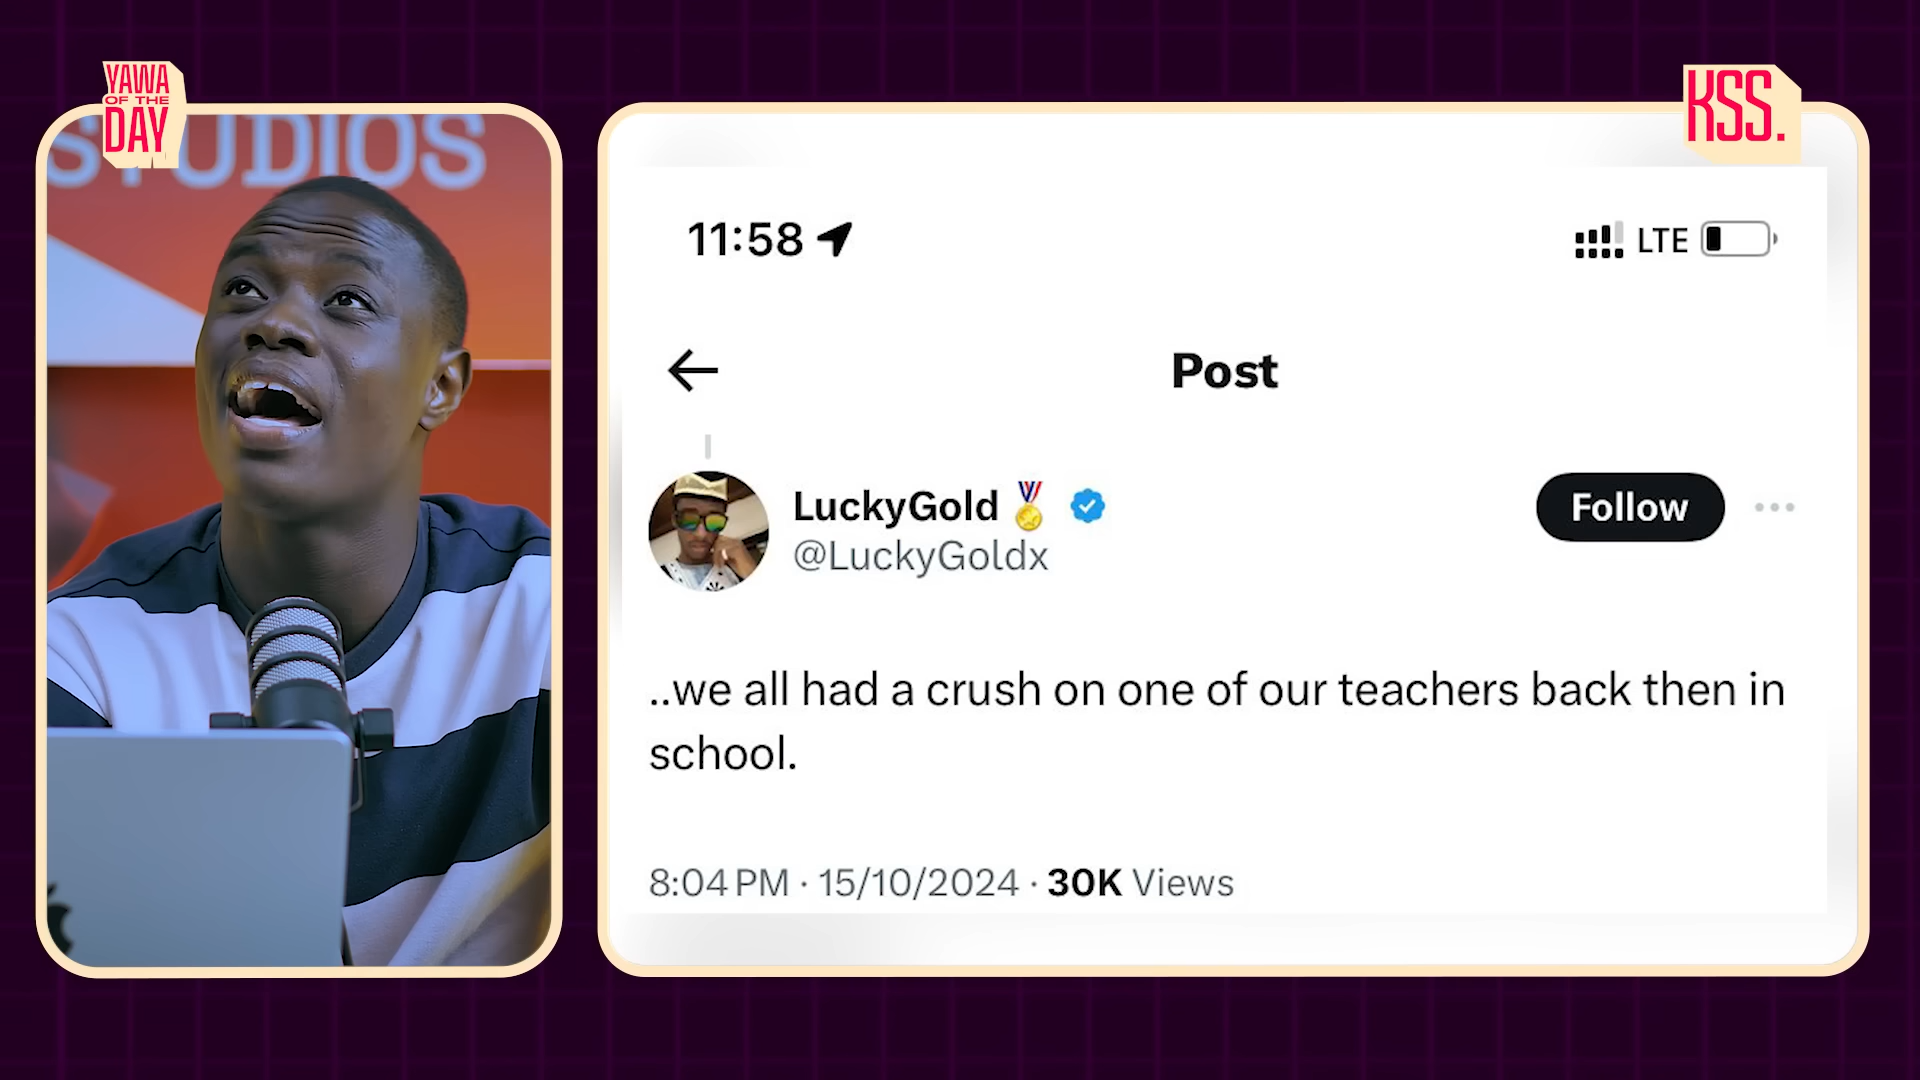 YAWA
OF THE
DAY
STUDIOS
KSS.
11:58
LTE
Post
LuckyGold
@LuckyGoldx
Follow
..we all had a crush on one of our teachers back then in
school.
8:04 PM · 15/10/2024 · 30K Views